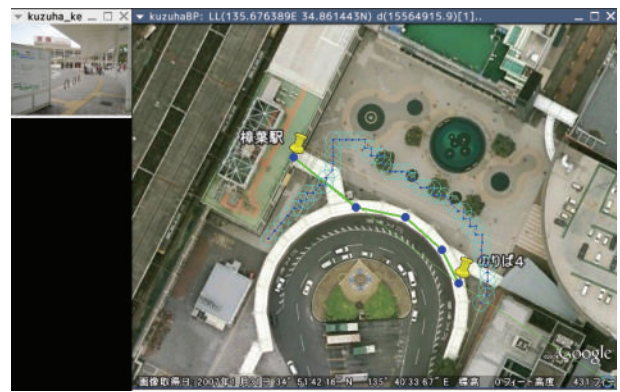 kuzuha_ke
kuzuhaBP: LL(135.676389E 34.861443N) d(15564915.9)[1]..
樟葉駅
のりば4
Google